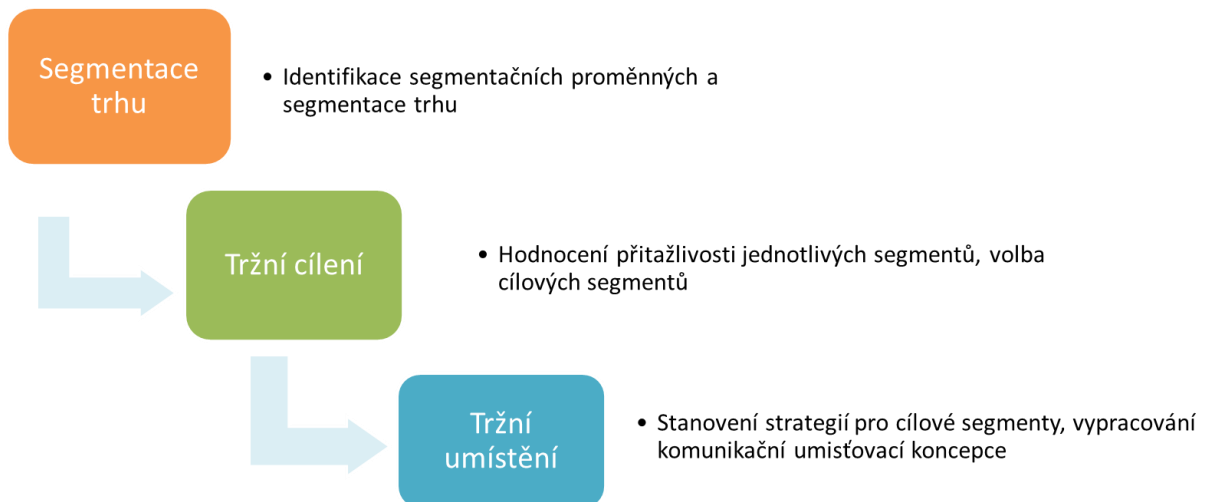 Segmentace
trhu
• Identifikace segmentačních proměnných a
segmentace trhu
Tržní cílení
• Hodnocení přitažlivosti jednotlivých segmentů, volba
cílových segmentů
Tržní
umístění
• Stanovení strategií pro cílové segmenty, vypracování
komunikační umisťovací koncepce